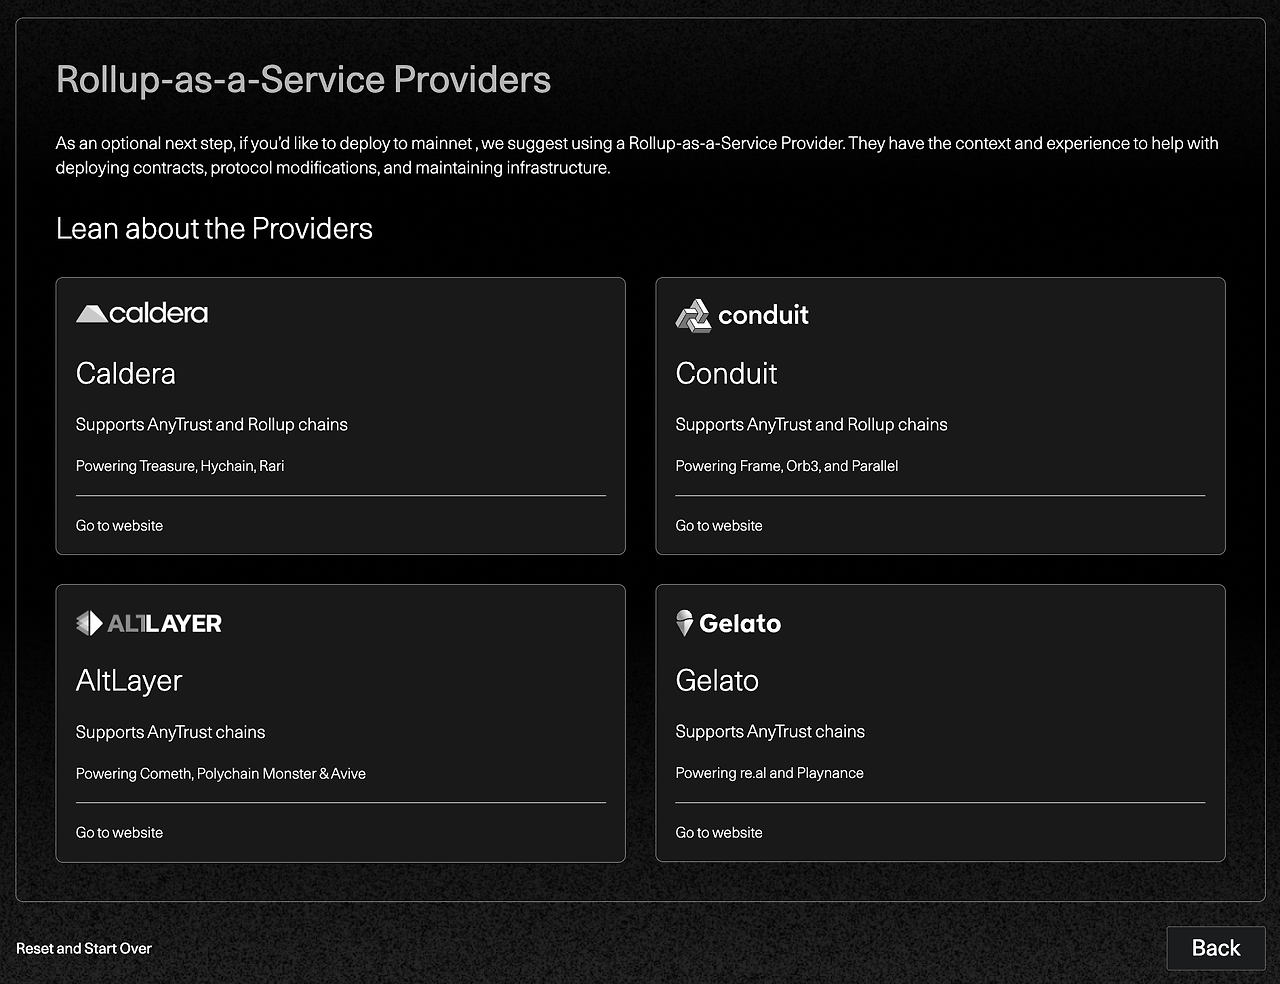 Rollup-as-a-Service Providers
As an optional next step, if you'd like to deploy to mainnet , we suggest using a Rollup-as-a-Service Provider. They have the context and experience to help with
deploying contracts, protocol modifications, and maintaining infrastructure.
Lean about the Providers
caldera
Caldera
Supports AnyTrust and Rollup chains
Powering Treasure, Hychain, Rari
Go to website
conduit
Conduit
Supports AnyTrust and Rollup chains
Powering Frame, Orb3, and Parallel
Go to website
ALTLAYER
AltLayer
Supports AnyTrust chains
Powering Cometh, Polychain Monster & Avive
Go to website
Gelato
Gelato
Supports AnyTrust chains
Powering re.al and Playnance
Go to website
Reset and Start Over
Back